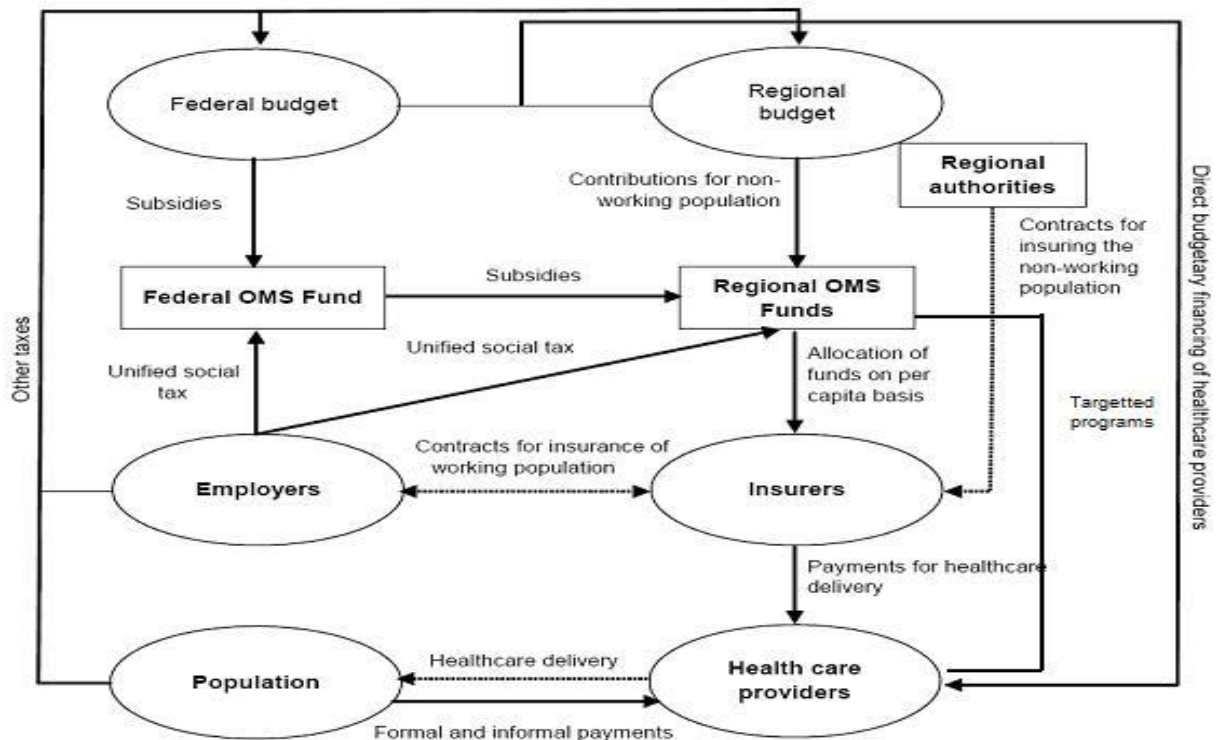 Federal budget
Regional
budget
Regional
authorities
Subsidies
Contributions for non-
working population
Contracts for
insuring the
non-working
population
Direct budgetary financing of healthcare providers
Other taxes
Federal OMS Fund
Subsidies
Regional OMS
Funds
Unified social
tax
Unified social tax
Allocation of
funds on per
capita basis
Targetted
programs
Employers
Contracts for insurance of
working population
Insurers
Payments for healthcare
delivery
Population
Healthcare delivery
Health care
providers
Formal and informal payments